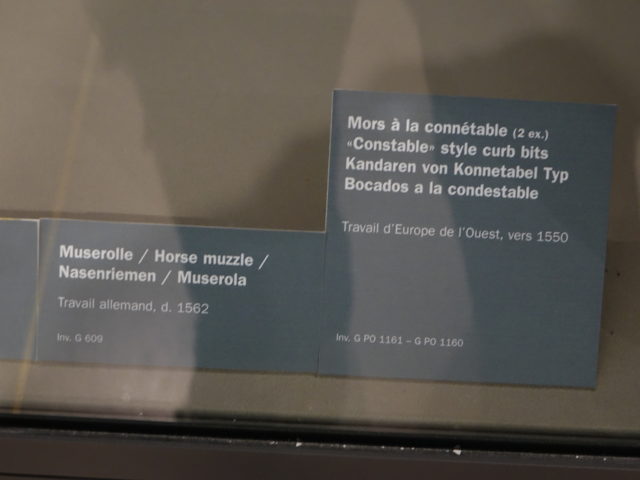 Muserolle / Horse muzzle /
Nasenriemen / Muserola
Travail allemand, d. 1562
Inv. G 609
Mors à la connétable (2 ex.)
«Constable» style curb bits
Kandaren von Konnetabel Typ
Bocados a la condestable
Travail d'Europe de l'Ouest, vers 1550
Inv. G PO 1161 – G PO 1160